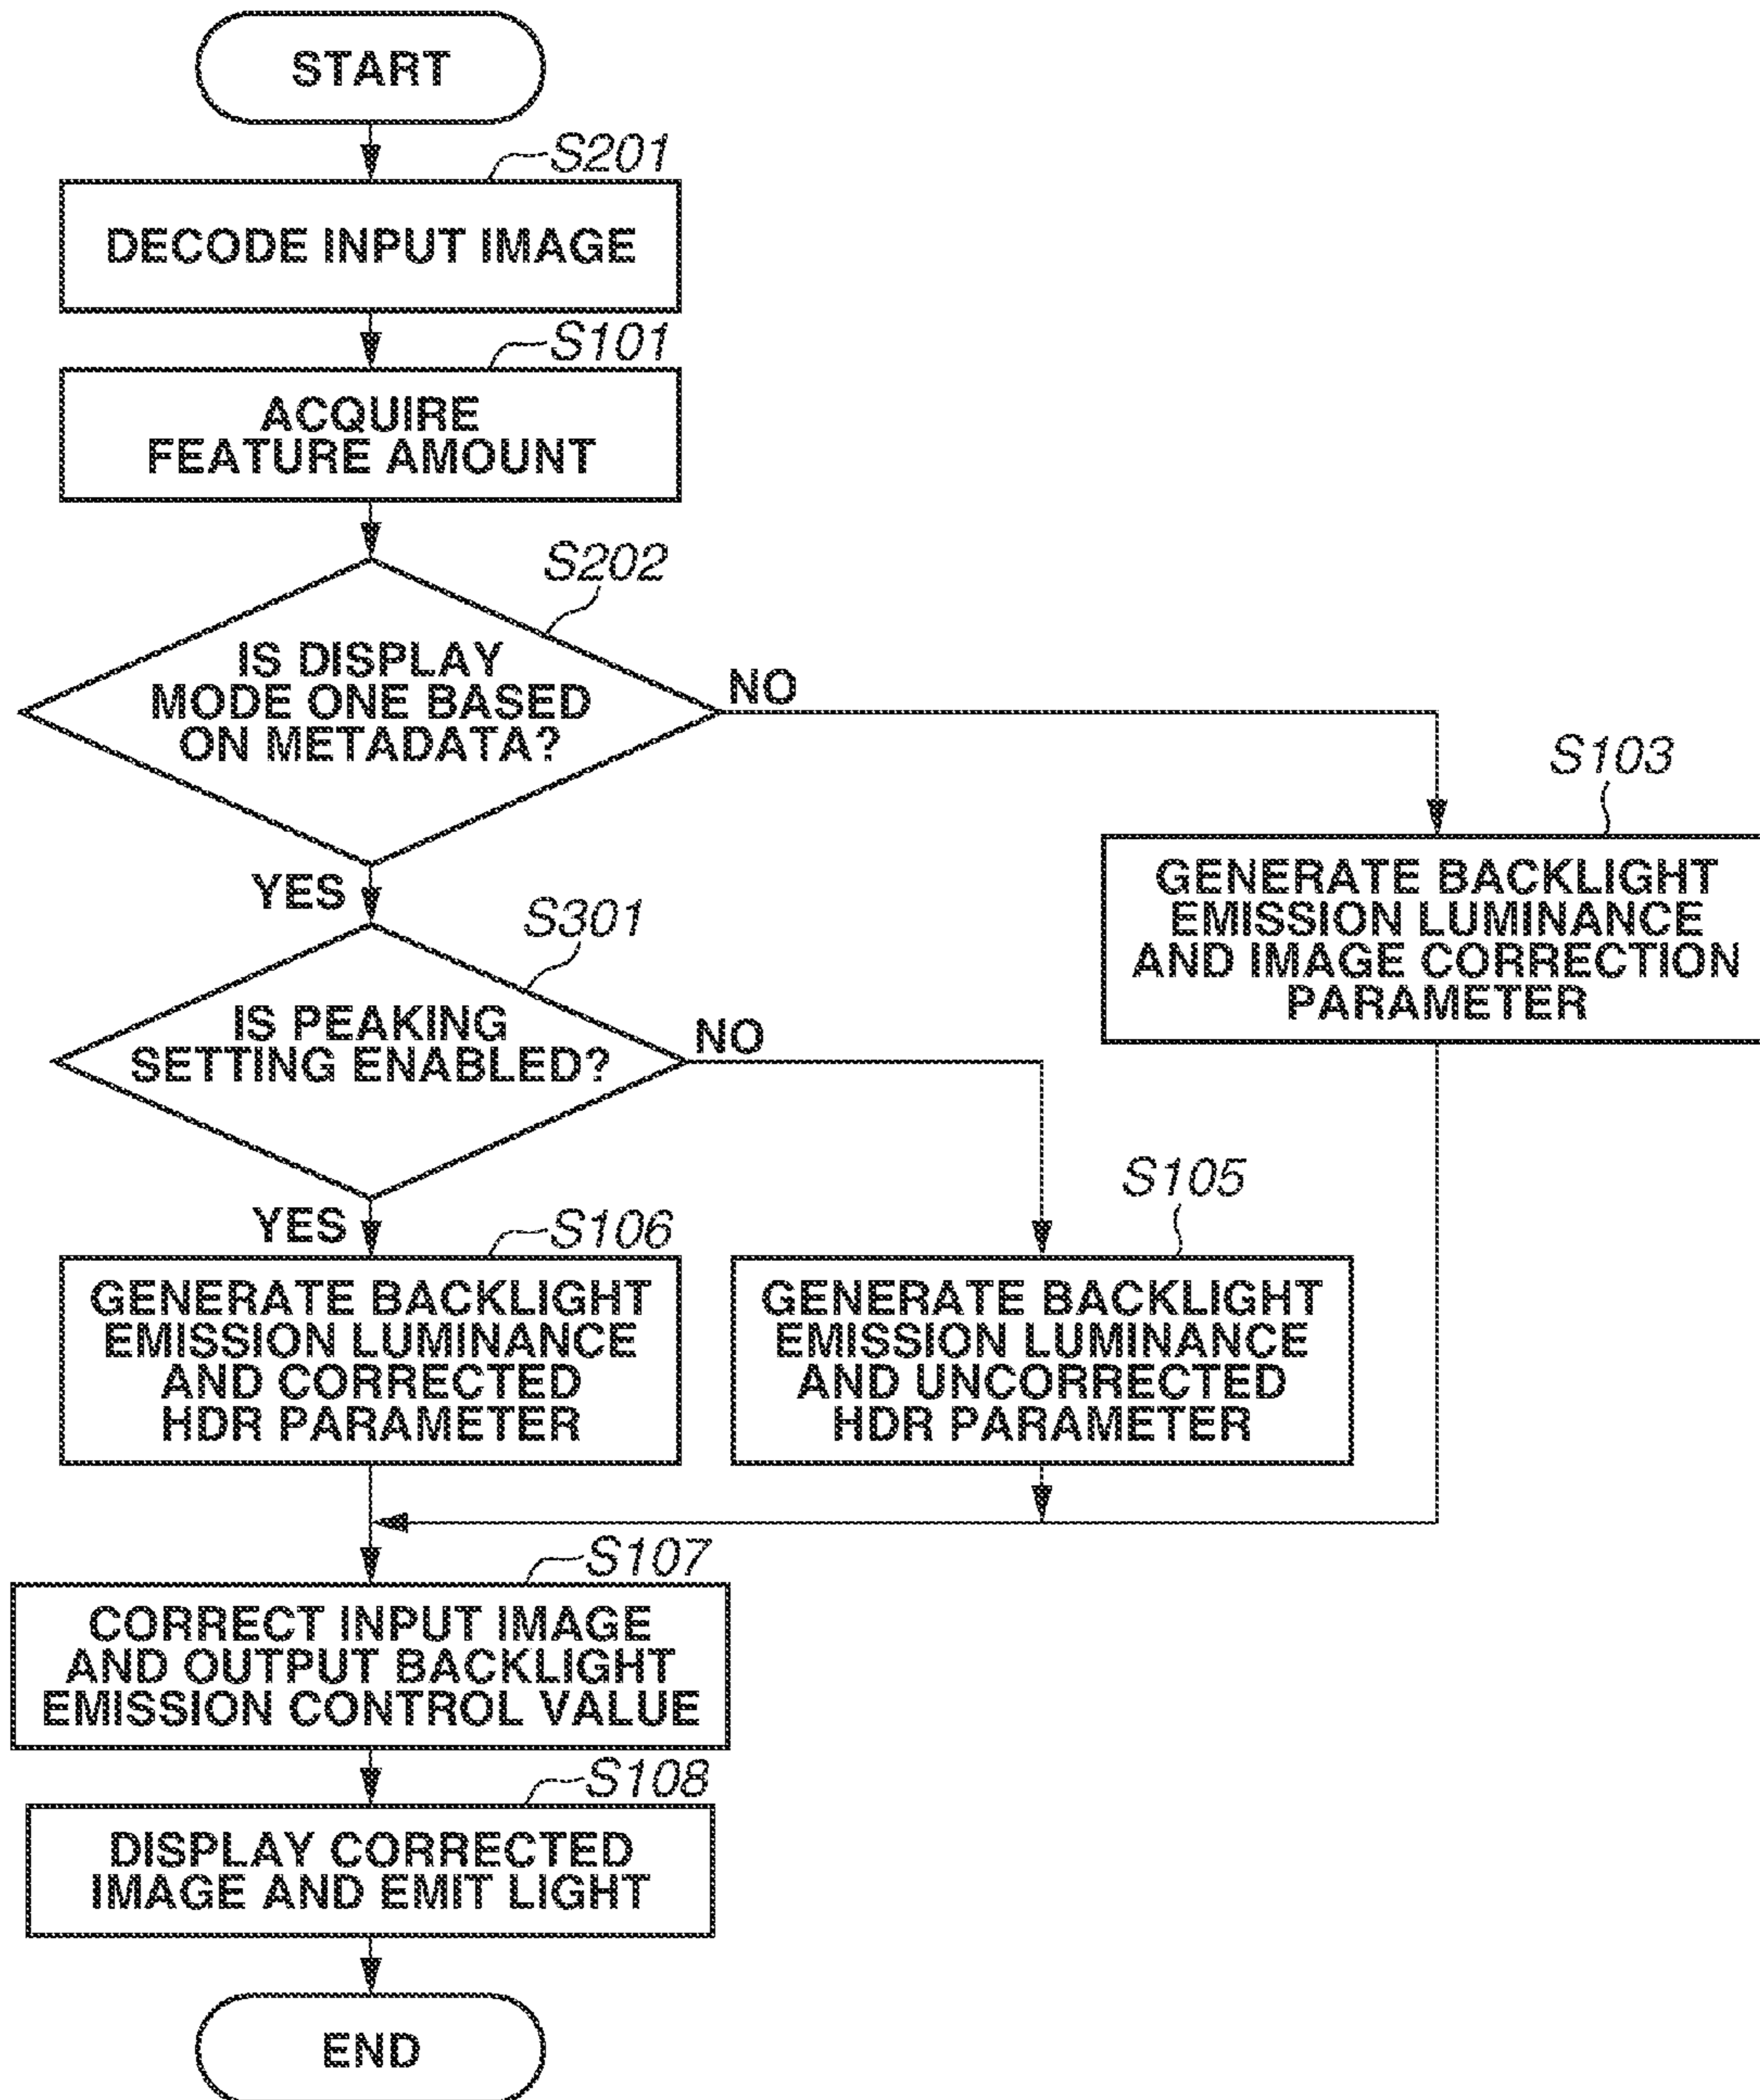 START
S201
DECODE INPUT IMAGE
S101
ACQUIRE
FEATURE AMOUNT
S202
IS DISPLAY
MODE ONE BASED
ON METADATA?
NO
S103
GENERATE BACKLIGHT
EMISSION LUMINANCE
AND IMAGE CORRECTION
PARAMETER
YES
S301
IS PEAKING
SETTING ENABLED?
NO
S105
YES
S106
GENERATE BACKLIGHT
EMISSION LUMINANCE
AND CORRECTED
HDR PARAMETER
GENERATE BACKLIGHT
EMISSION LUMINANCE
AND UNCORRECTED
HDR PARAMETER
S107
CORRECT INPUT IMAGE
AND OUTPUT BACKLIGHT
EMISSION CONTROL VALUE
S108
DISPLAY CORRECTED
IMAGE AND EMIT LIGHT
END